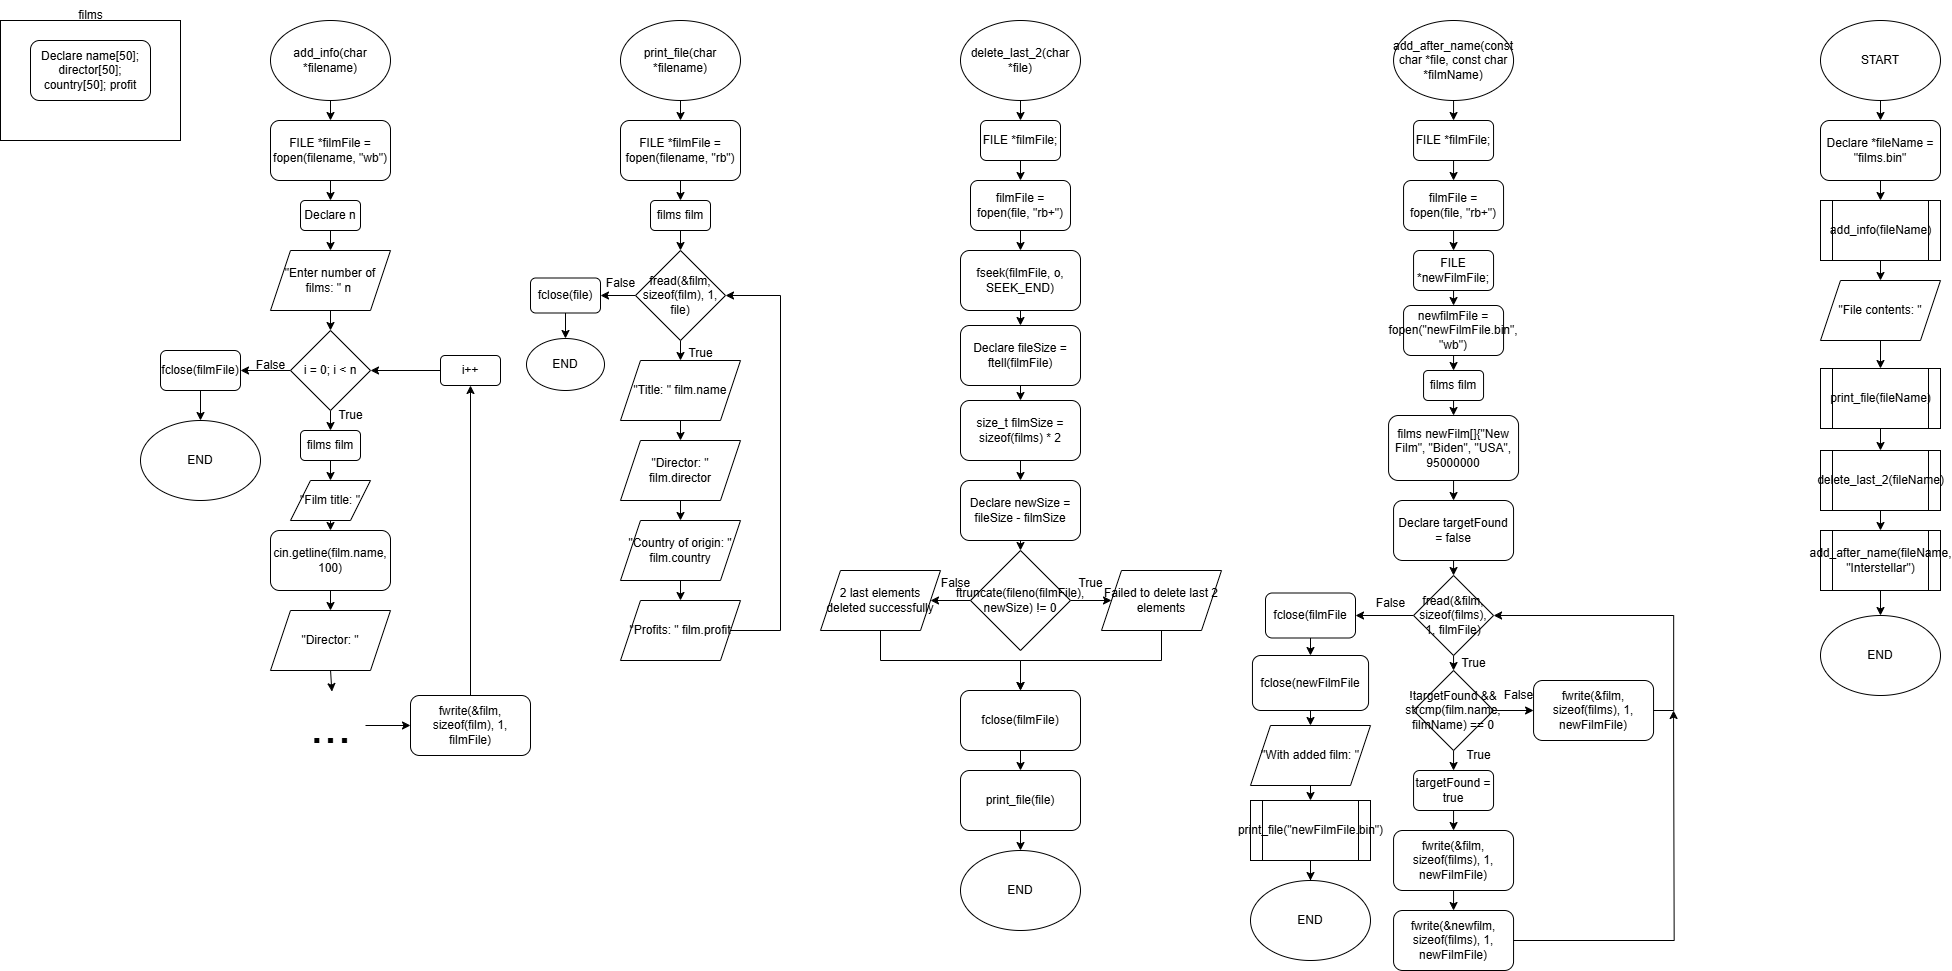 films
Declare name[50];
director[50];
country[50]; profit
add_info(char
*filename)
FILE *filmFile =
fopen(filename, "wb")
Declare n
"Enter number of
films: " n
i = 0; i < n
False
fclose(filmFile)
END
i++
True
films film
"Film title: "
cin.getline(film.name,
100)
"Director: "
...
fwrite(&film,
sizeof(film), 1,
filmFile)
print_file(char
*filename)
FILE *filmFile =
fopen(filename, "rb")
films film
fread(&film,
sizeof(film), 1,
file)
False
fclose(file)
END
True
"Title: " film.name
"Director: "
film.director
"Country of origin: "
film.country
"Profits: " film.profit
delete_last_2(char
*file)
FILE *filmFile;
filmFile =
fopen(file, "rb+")
fseek(filmFile, o,
SEEK_END)
Declare fileSize =
ftell(filmFile)
size_t filmSize =
sizeof(films) * 2
Declare newSize =
fileSize - filmSize
ftruncate(fileno(filmFile),
newSize) != 0
False
2 last elements
deleted successfully
True
Failed to delete last 2
elements
fclose(filmFile)
print_file(file)
END
add_after_name(const
char *file, const char
*filmName)
FILE *filmFile;
filmFile =
fopen(file, "rb+")
FILE
*newFilmFile;
newfilmFile =
fopen("newFilmFile.bin",
"wb")
films film
films newFilm[]{"New
Film", "Biden", "USA",
95000000
Declare targetFound
= false
fread(&film,
sizeof(films),
1, filmFile)
False
fclose(filmFile
fclose(newFilmFile
"With added film: "
print_file("newFilmFile.bin")
END
True
!targetFound &&
strcmp(film.name,
filmName) == 0
False
fwrite(&film,
sizeof(films), 1,
newFilmFile)
True
targetFound =
true
fwrite(&film,
sizeof(films), 1,
newFilmFile)
fwrite(&newfilm,
sizeof(films), 1,
newFilmFile)
START
Declare *fileName =
"films.bin"
add_info(fileName)
"File contents: "
print_file(fileName)
delete_last_2(fileName)
add_after_name(fileName,
"Interstellar")
END